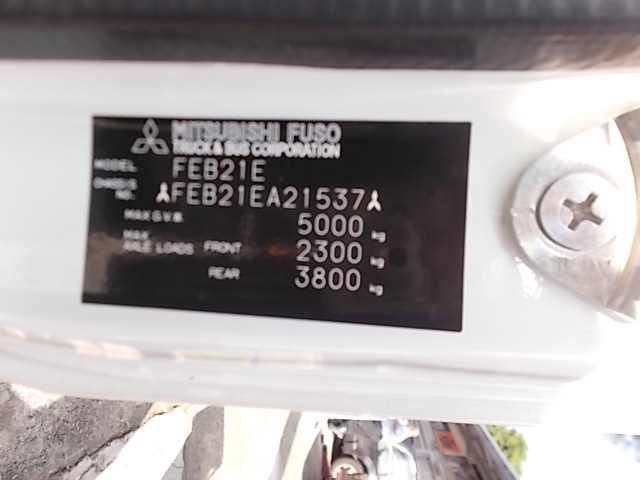 MITSUBISHI FUSO
TRUCK & BUS CORPORATION
MODEL FEB21E
CHASSIS NO. FEB21EA21537
MAX G.V.W. 5000 kg
MAX. AXLE LOADS FRONT 2300 kg
REAR 3800 kg